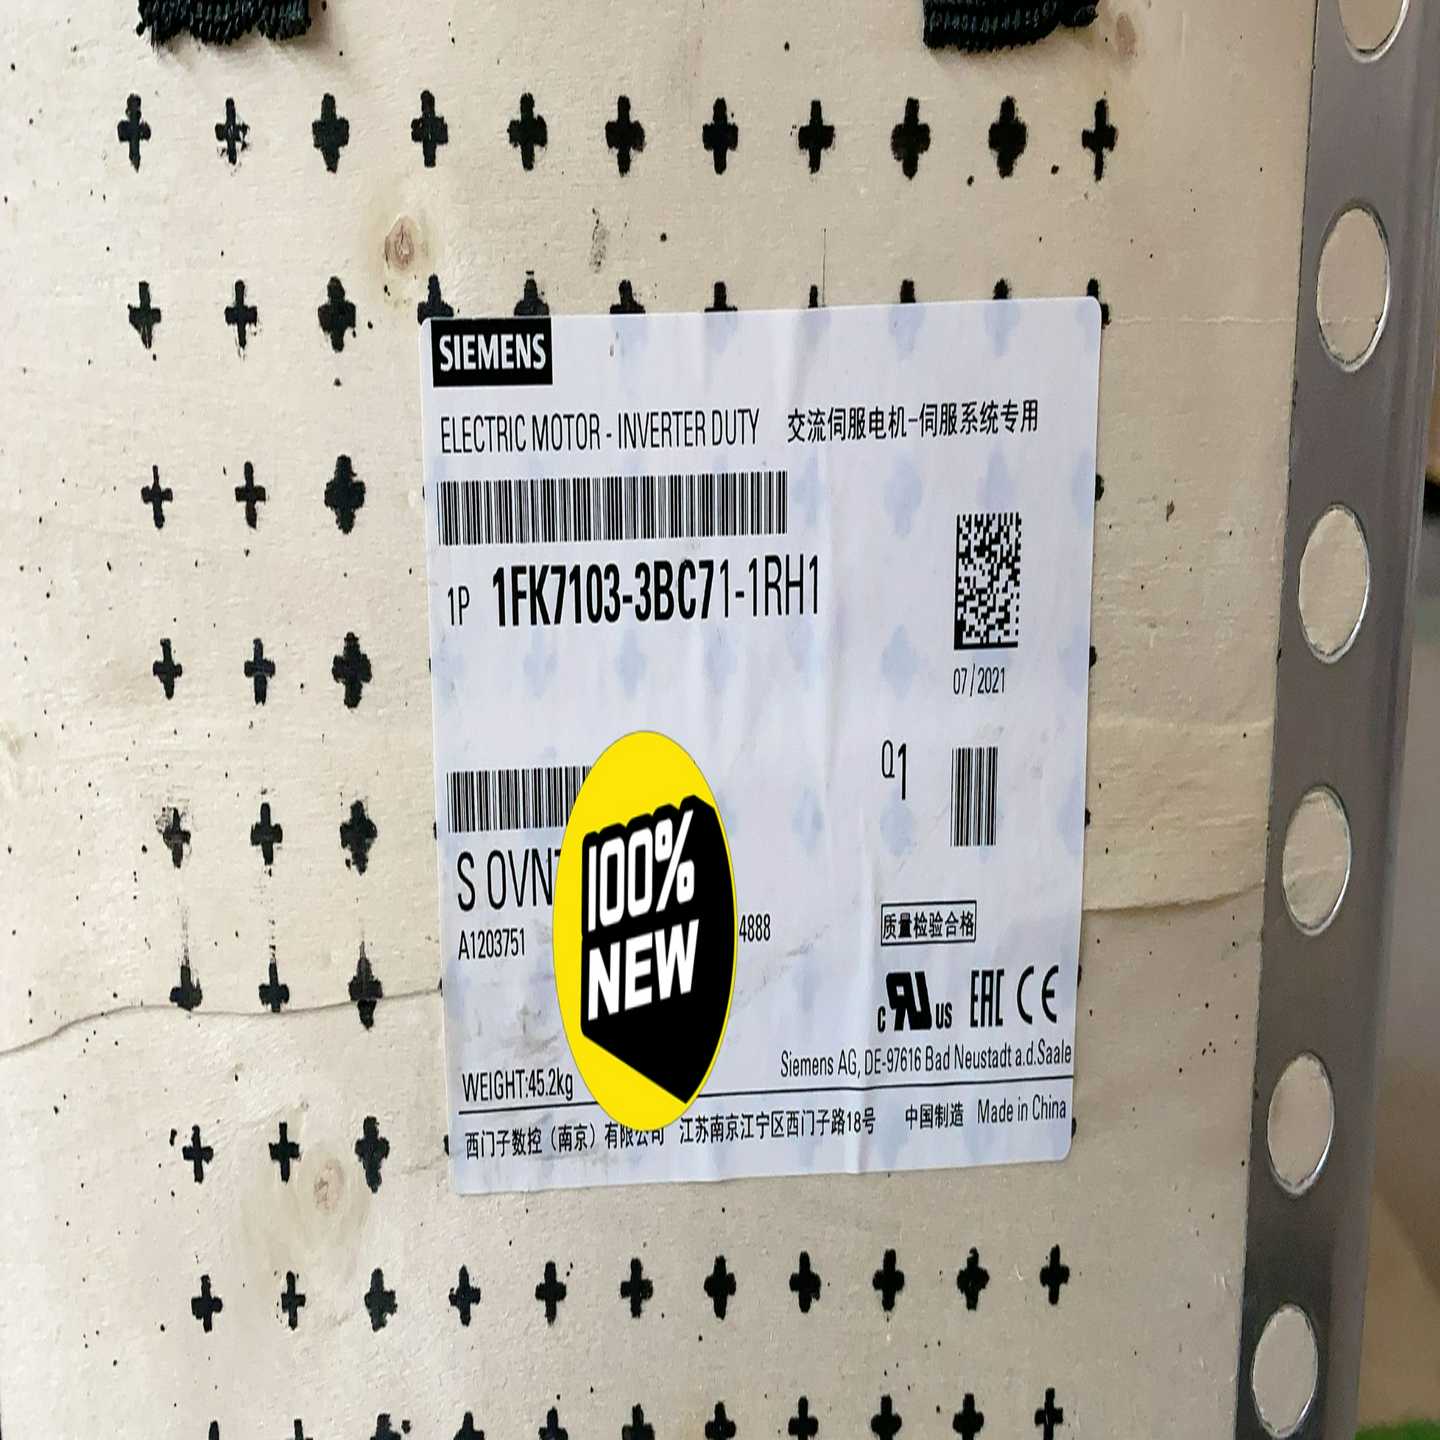 SIEMENS
ELECTRIC MOTOR - INVERTER DUTY 交流伺服电机-伺服系统专用
1P 1FK7103-3BC71-1RH1
07/2021
Q1
S OVN
A1203751
4888
100%
NEW
质量检验合格
c RU US EAC CE
Siemens AG, DE-97616 Bad Neustadt a.d.Saale
WEIGHT:45.2kg
西门子数控（南京）有限公司 江苏南京江宁区西门子路18号 中国制造 Made in China